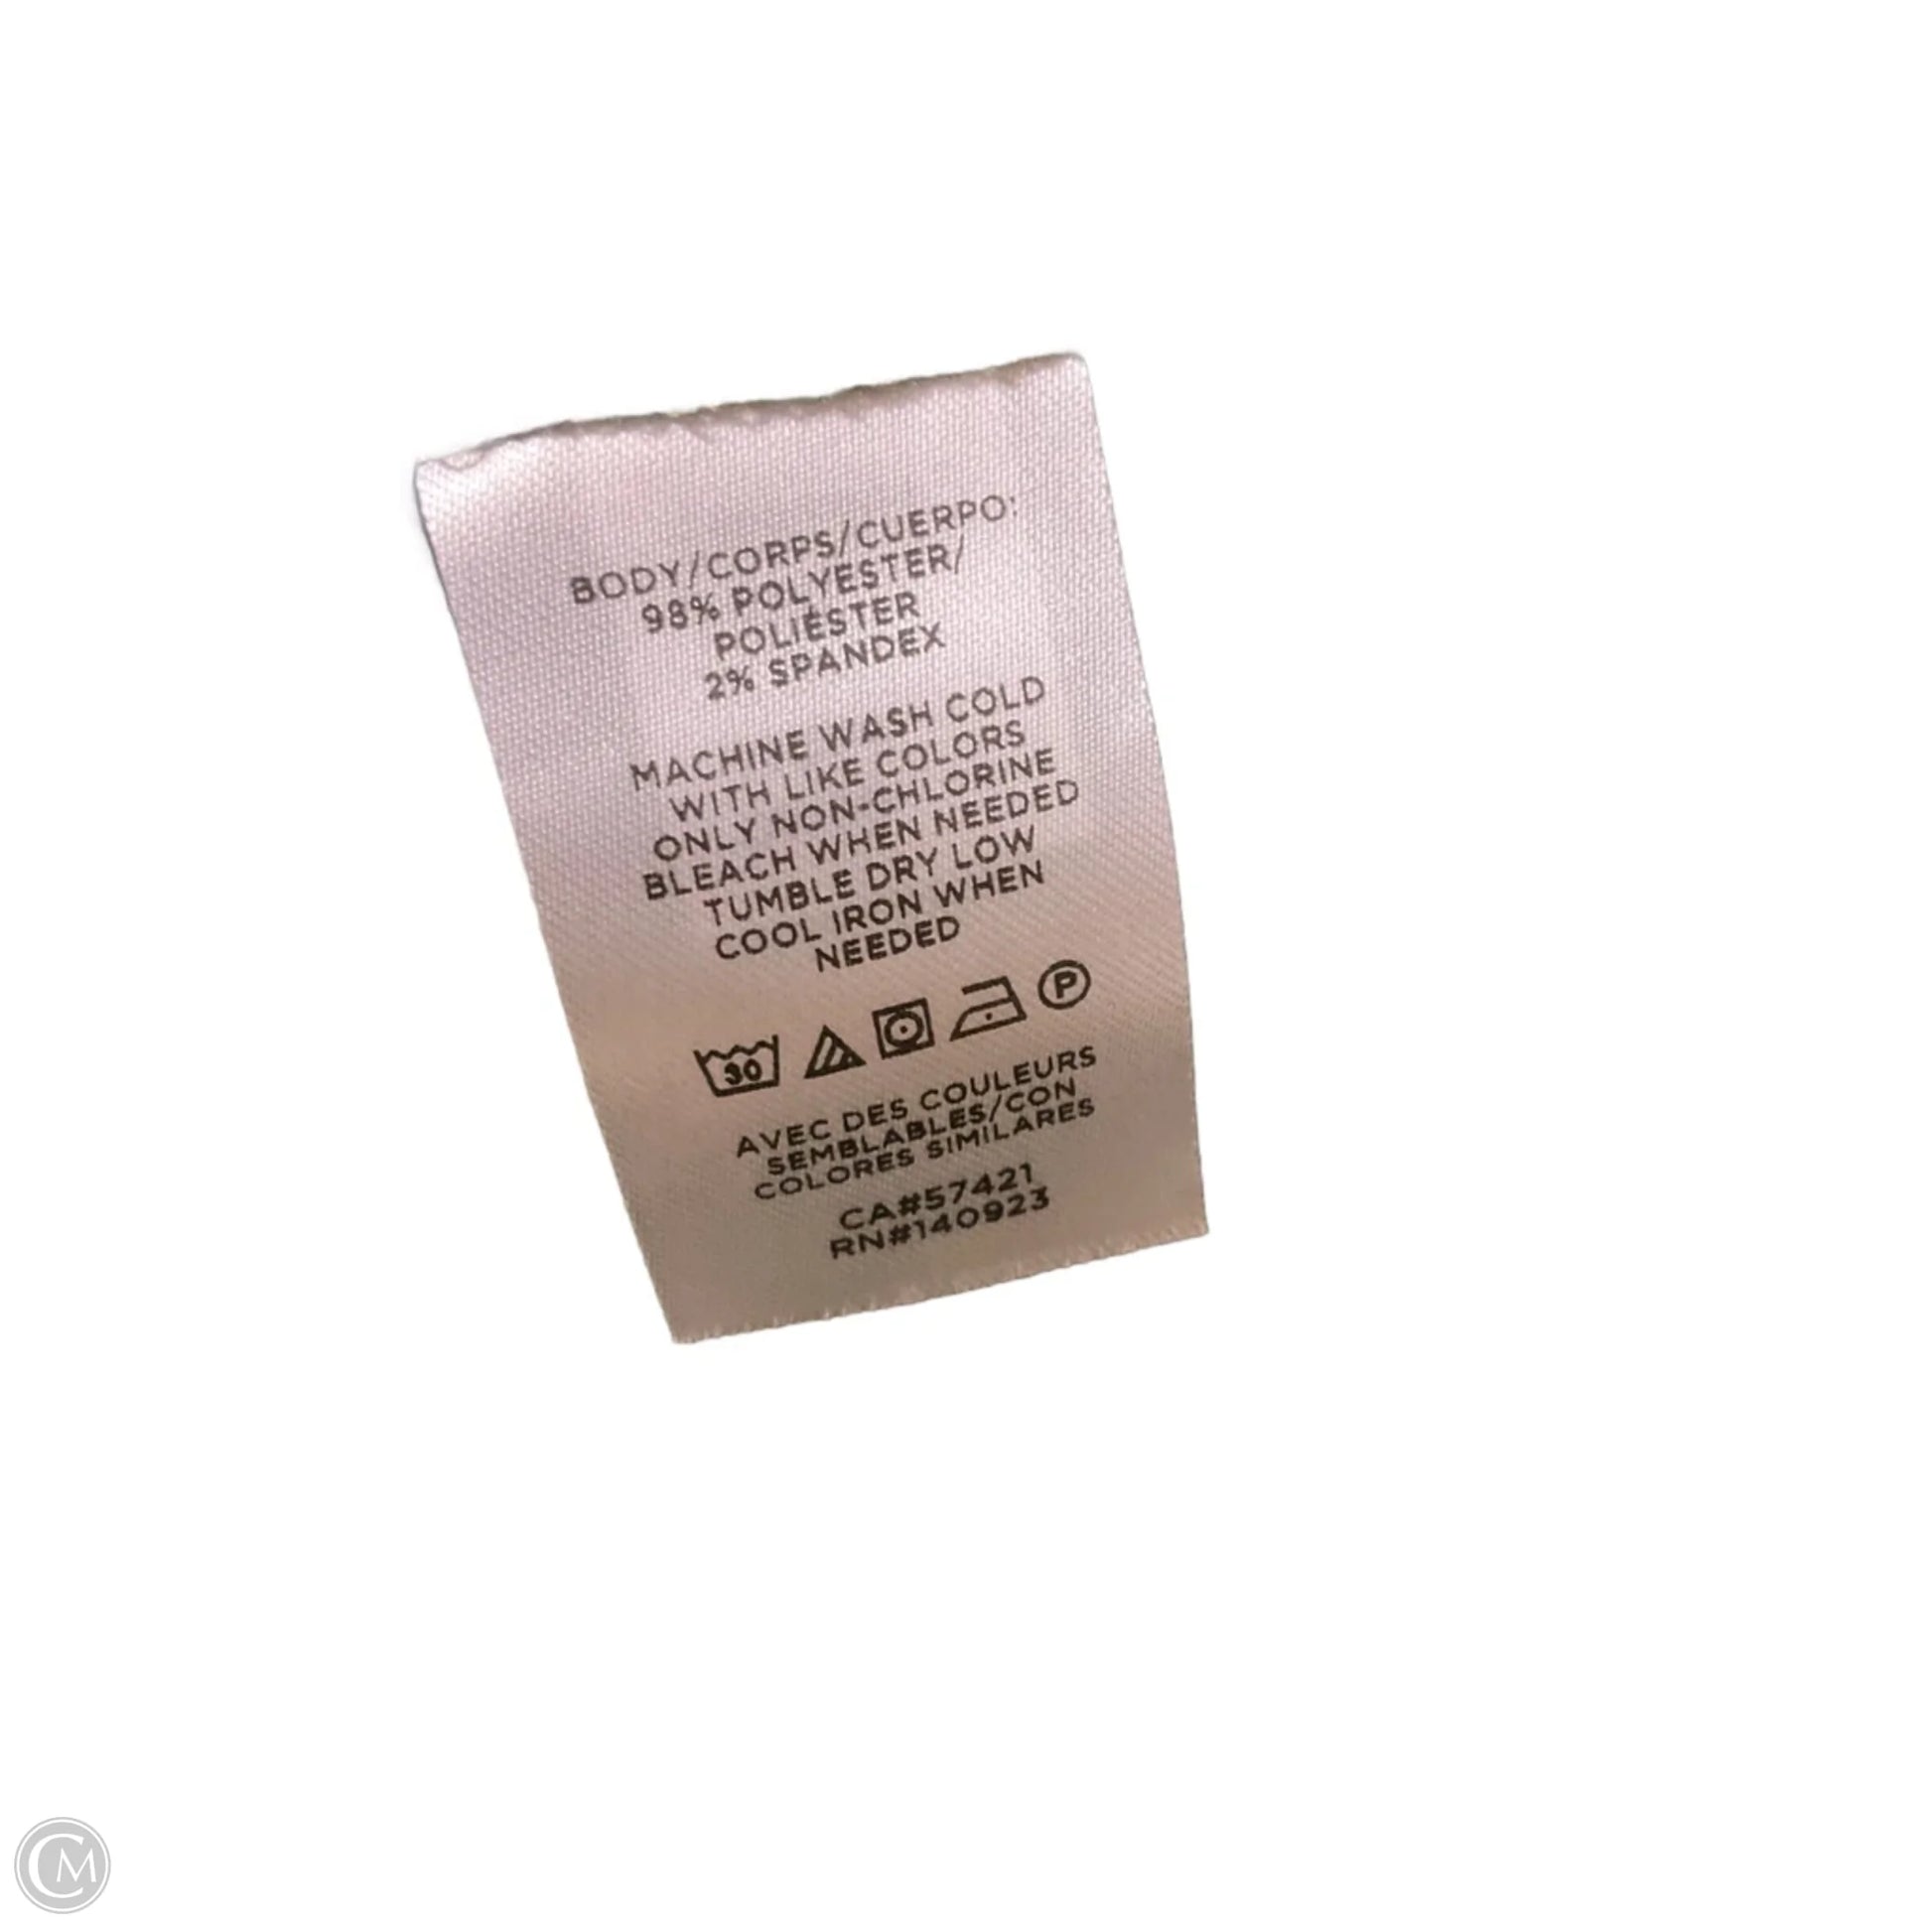 BODY/CORPS/CUERPO:
98% POLYESTER/
POLIÉSTER
2% SPANDEX
MACHINE WASH COLD
WITH LIKE COLORS
ONLY NON-CHLORINE
BLEACH WHEN NEEDED
TUMBLE DRY LOW
COOL IRON WHEN
NEEDED
30 P
AVEC DES COULEURS
SEMBLABLES/CON
COLORES SIMILARES
CA#57421
RN#140923
CM